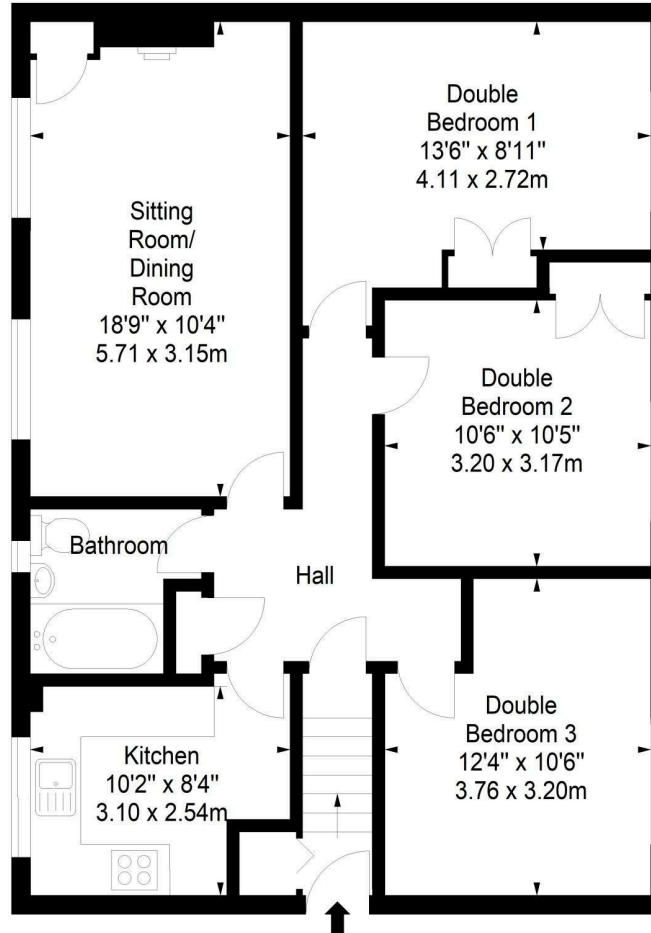 Double
Bedroom 1
13'6" x 8'11"
4.11 x 2.72m
Sitting
Room/
Dining
Room
18'9" x 10'4"
5.71 x 3.15m
Double
Bedroom 2
10'6" x 10'5"
3.20 x 3.17m
Bathroom
Hall
Kitchen
10'2" x 8'4"
3.10 x 2.54m
Double
Bedroom 3
12'4" x 10'6"
3.76 x 3.20m